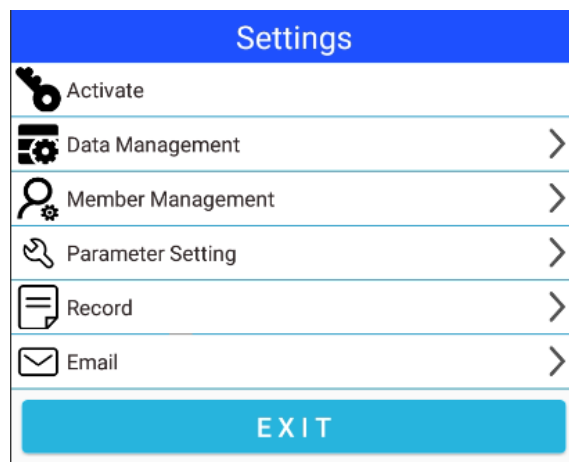 Settings
Activate
Data Management
Member Management
Parameter Setting
Record
Email
EXIT